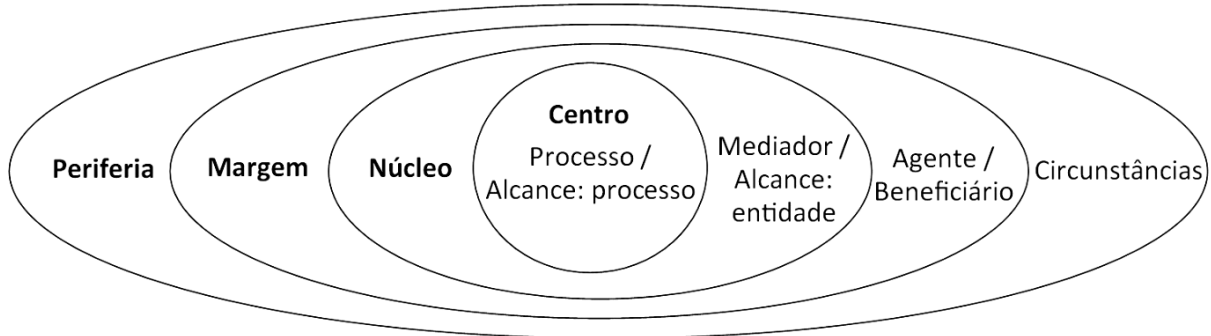 Periferia
Margem
Núcleo
Centro
Processo /
Alcance: processo
Mediador /
Alcance:
entidade
Agente /
Beneficiário
Circunstâncias